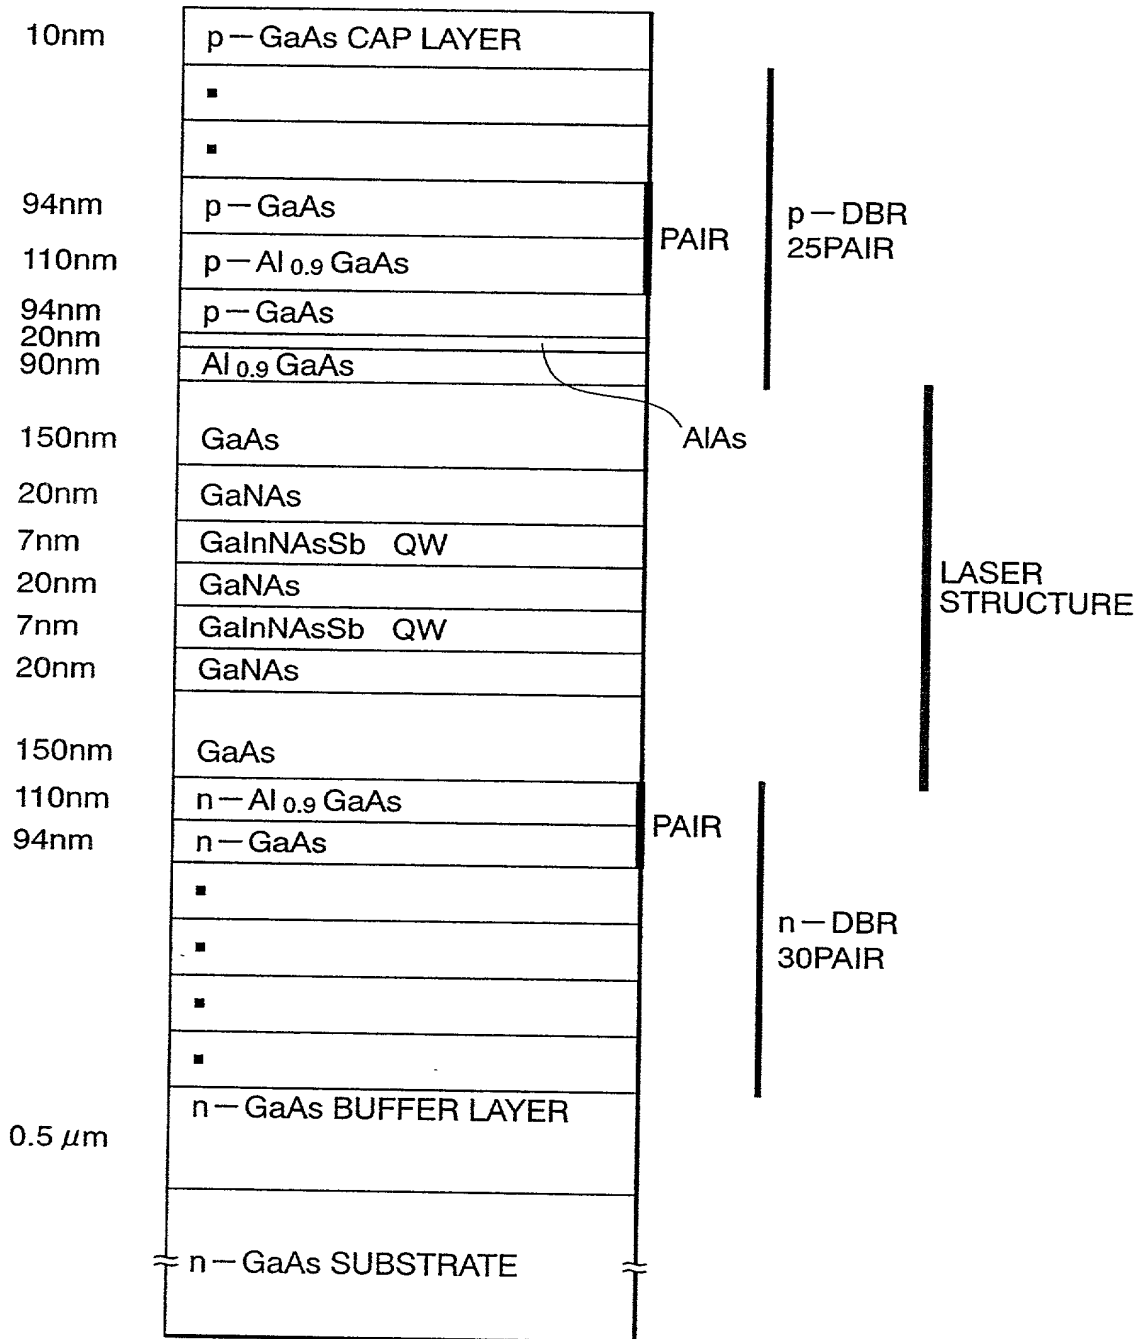 10nm p—GaAs CAP LAYER
94nm p—GaAs
PAIR
p—DBR
25PAIR
110nm p—Al 0.9 GaAs
94nm p—GaAs
20nm
90nm Al 0.9 GaAs
AlAs
150nm GaAs
20nm GaNAs
7nm GaInNAsSb QW
20nm GaNAs
LASER
STRUCTURE
7nm GaInNAsSb QW
20nm GaNAs
150nm GaAs
110nm n—Al 0.9 GaAs
PAIR
94nm n—GaAs
n—DBR
30PAIR
n—GaAs BUFFER LAYER
0.5 μm
n—GaAs SUBSTRATE